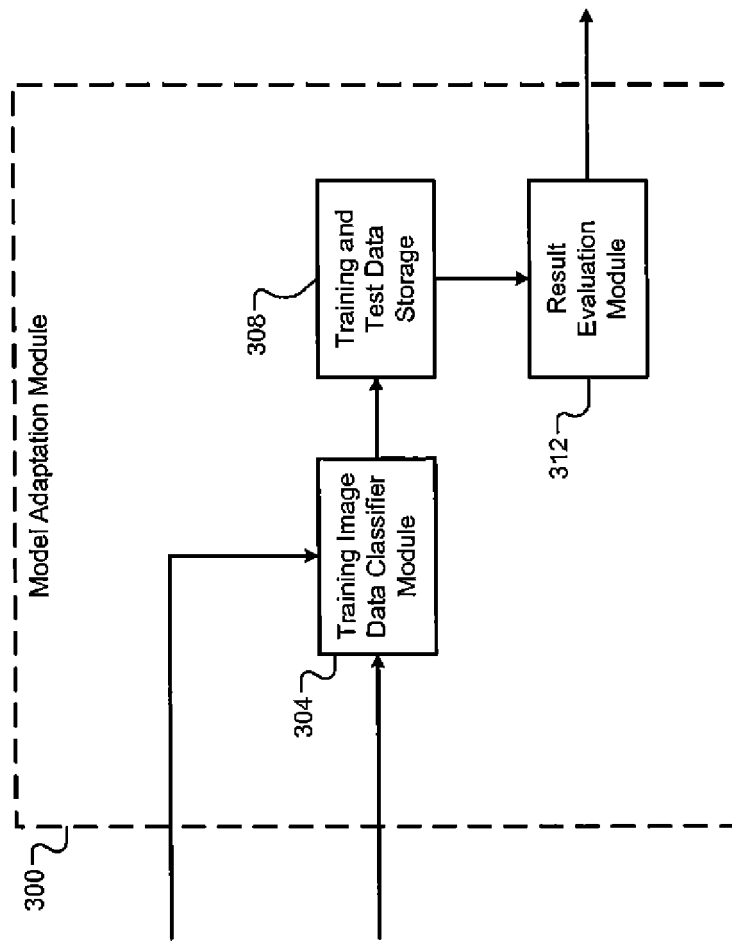 300
Model Adaptation Module
304
Training Image
Data Classifier
Module
308
Training and
Test Data
Storage
312
Result
Evaluation
Module